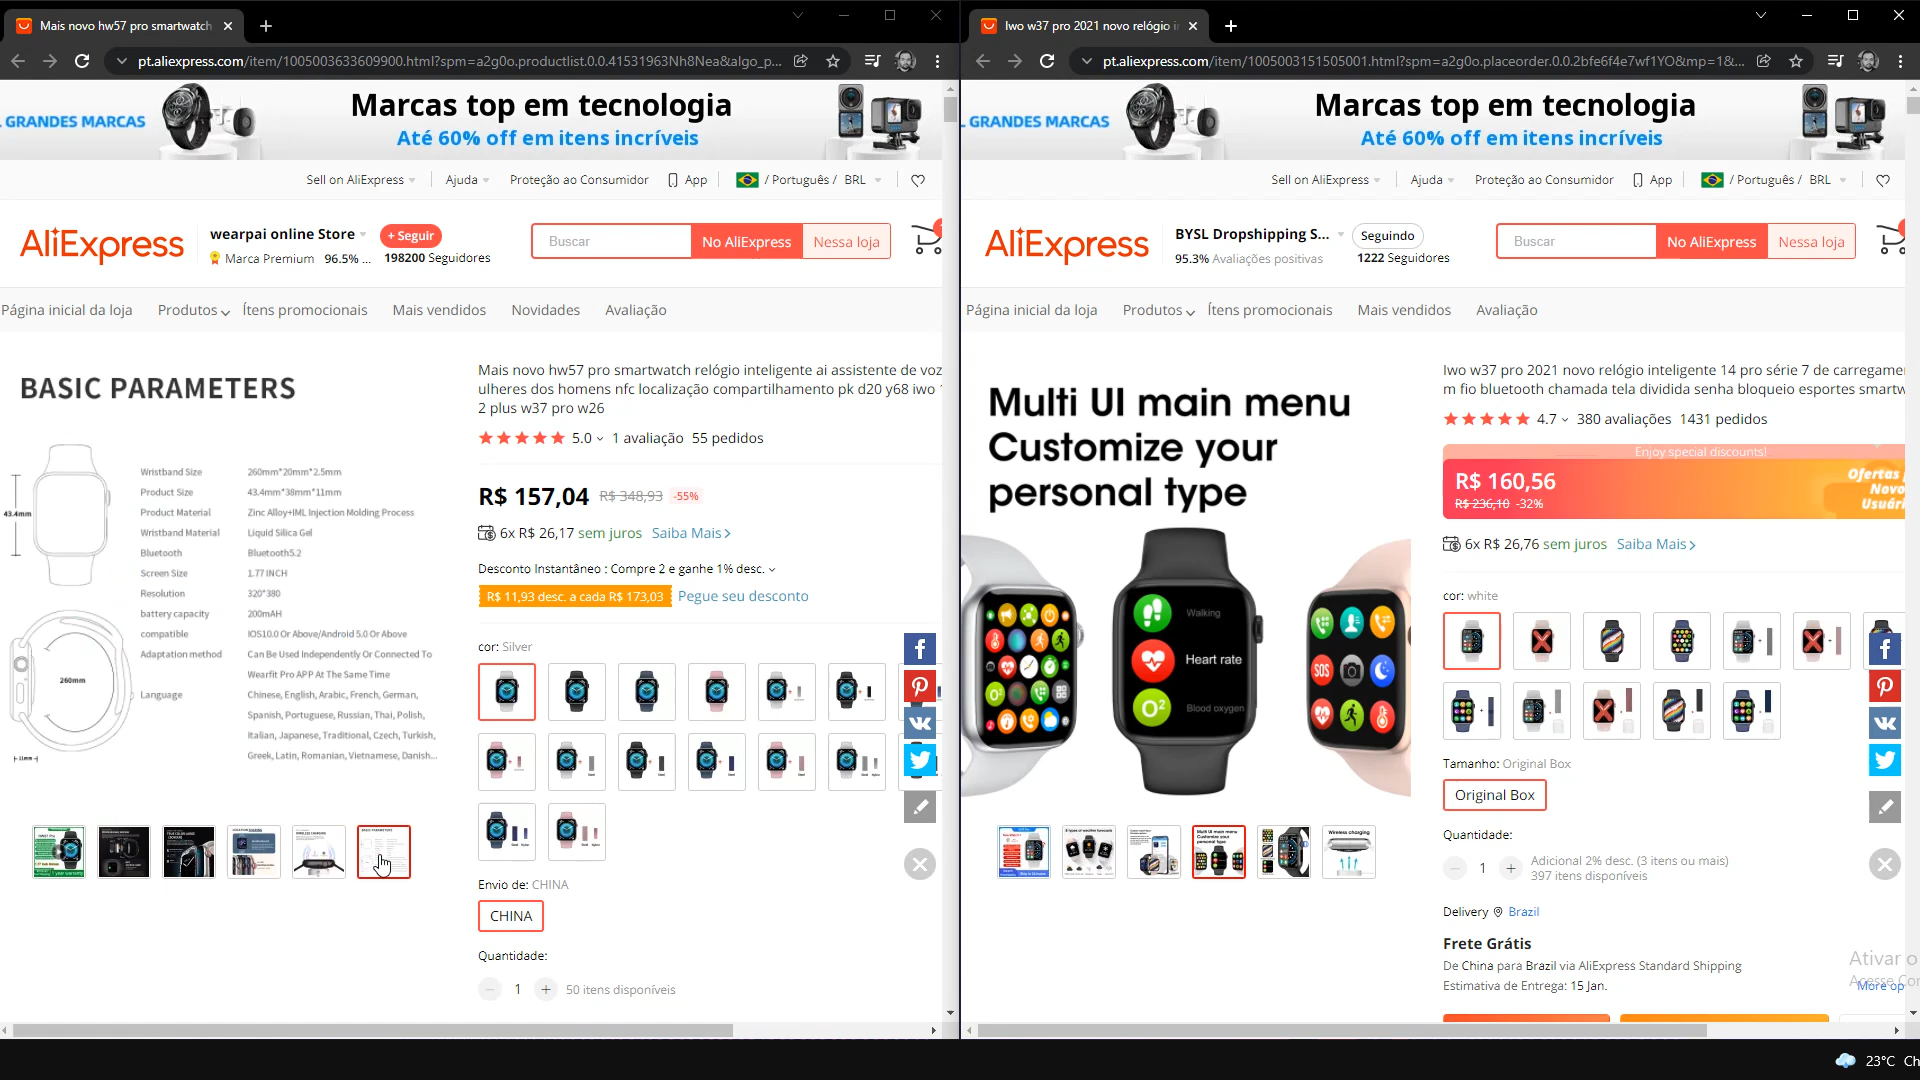 Mais novo hw57 pro smartwatch
pt.aliexpress.com/item/1005003633609900.html?spm=a2g0o.productlist.0.0.41531963Nh8Nea&algo_p...
GRANDES MARCAS
Marcas top em tecnologia
Até 60% off em itens incríveis
Sell on AliExpress
Ajuda
Proteção ao Consumidor
App
/ Português / BRL
AliExpress
wearpai online Store
+ Seguir
Marca Premium 96.5% ...
198200 Seguidores
Buscar
No AliExpress
Nessa loja
Página inicial da loja
Produtos
Ítens promocionais
Mais vendidos
Novidades
Avaliação
BASIC PARAMETERS
43.4mm
260mm
11mm
Wristband Size 260mm*20mm*2.5mm
Product Size 43.4mm*38mm*11mm
Product Material Zinc Alloy+IML Injection Molding Process
Wristband Material Liquid Silica Gel
Bluetooth Bluetooth5.2
Screen Size 1.77 INCH
Resolution 320*380
battery capacity 200mAH
compatible IOS10.0 Or Above/Android 5.0 Or Above
Adaptation method Can Be Used Independently Or Connected To
Wearfit Pro APP At The Same Time
Language Chinese, English, Arabic, French, German,
Spanish, Portuguese, Russian, Thai, Polish,
Italian, Japanese, Traditional, Czech, Turkish,
Greek, Latin, Romanian, Vietnamese, Danish...
Mais novo hw57 pro smartwatch relógio inteligente ai assistente de voz
ulheres dos homens nfc localização compartilhamento pk d20 y68 iwo
2 plus w37 pro w26
5.0 1 avaliação 55 pedidos
R$ 157,04 R$ 348,93 -55%
6x R$ 26,17 sem juros Saiba Mais
Desconto Instantâneo : Compre 2 e ganhe 1% desc.
R$ 11,93 desc. a cada R$ 173,03 Pegue seu desconto
cor: Silver
Envio de: CHINA
CHINA
Quantidade:
1
50 itens disponíveis
Iwo w37 pro 2021 novo relógio i
pt.aliexpress.com/item/1005003151505001.html?spm=a2g0o.placeorder.0.0.2bfe6f4e7wf1YO&mp=1&...
GRANDES MARCAS
Marcas top em tecnologia
Até 60% off em itens incríveis
Sell on AliExpress
Ajuda
Proteção ao Consumidor
App
/ Português / BRL
AliExpress
BYSL Dropshipping S...
Seguindo
95.3% Avaliações positivas
1222 Seguidores
Buscar
No AliExpress
Nessa loja
Página inicial da loja
Produtos
Ítens promocionais
Mais vendidos
Avaliação
Multi UI main menu
Customize your
personal type
Walking
Heart rate
Blood oxygen
SOS
O²
Iwo w37 pro 2021 novo relógio inteligente 14 pro série 7 de carregame
m fio bluetooth chamada tela dividida senha bloqueio esportes smartw
4.7 380 avaliações 1431 pedidos
Enjoy special discounts!
R$ 160,56
R$ 236,10 -32%
Ofertas
Novo
Usuári
6x R$ 26,76 sem juros Saiba Mais
cor: white
Tamanho: Original Box
Original Box
Quantidade:
1
Adicional 2% desc. (3 itens ou mais)
397 itens disponíveis
Delivery Brazil
Frete Grátis
De China para Brazil via AliExpress Standard Shipping
Estimativa de Entrega: 15 Jan.
Ativar o
More op
23°C Ch